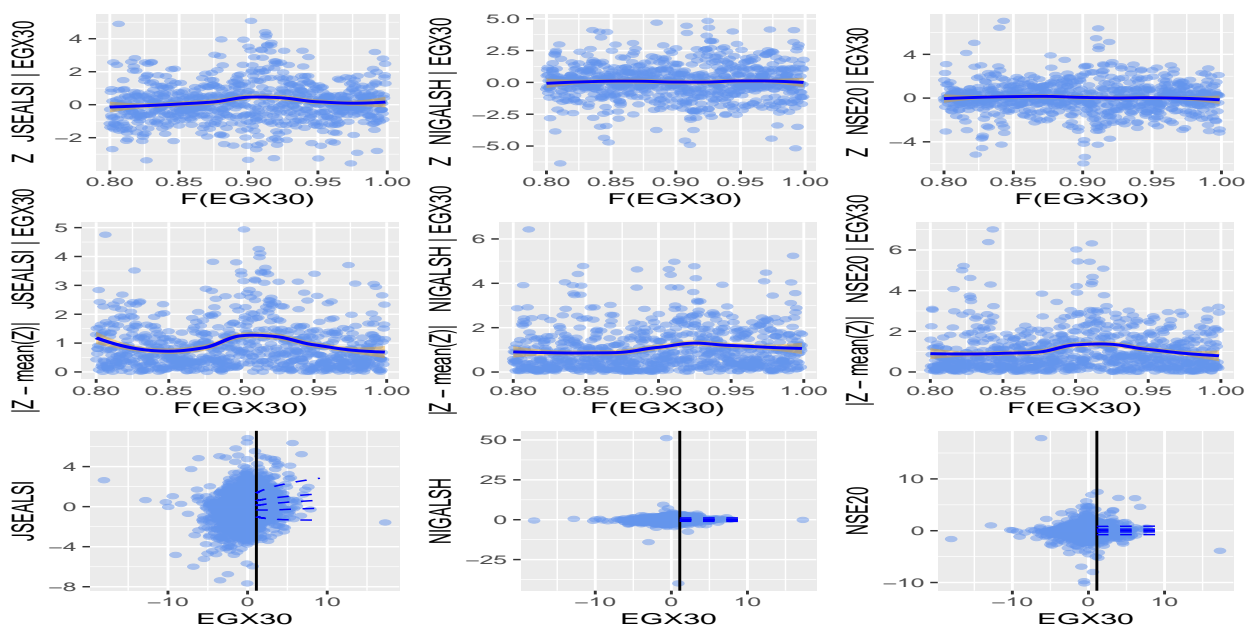 Z JSEALSI | EGX30
4
2
0
−2
0.80 0.85 0.90 0.95 1.00
F(EGX30)
Z NIGALSH | EGX30
5.0
2.5
0.0
−2.5
−5.0
0.80 0.85 0.90 0.95 1.00
F(EGX30)
Z NSE20 | EGX30
4
0
−4
0.80 0.85 0.90 0.95 1.00
F(EGX30)
|Z − mean(Z)| JSEALSI | EGX30
5
4
3
2
1
0
0.80 0.85 0.90 0.95 1.00
F(EGX30)
|Z − mean(Z)| NIGALSH | EGX30
6
4
2
0
0.80 0.85 0.90 0.95 1.00
F(EGX30)
|Z − mean(Z)| NSE20 | EGX30
6
4
2
0
0.80 0.85 0.90 0.95 1.00
F(EGX30)
JSEALSI
4
0
−4
−8
−10 0 10
EGX30
NIGALSH
50
25
0
−25
−10 0 10
EGX30
NSE20
10
0
−10
−10 0 10
EGX30